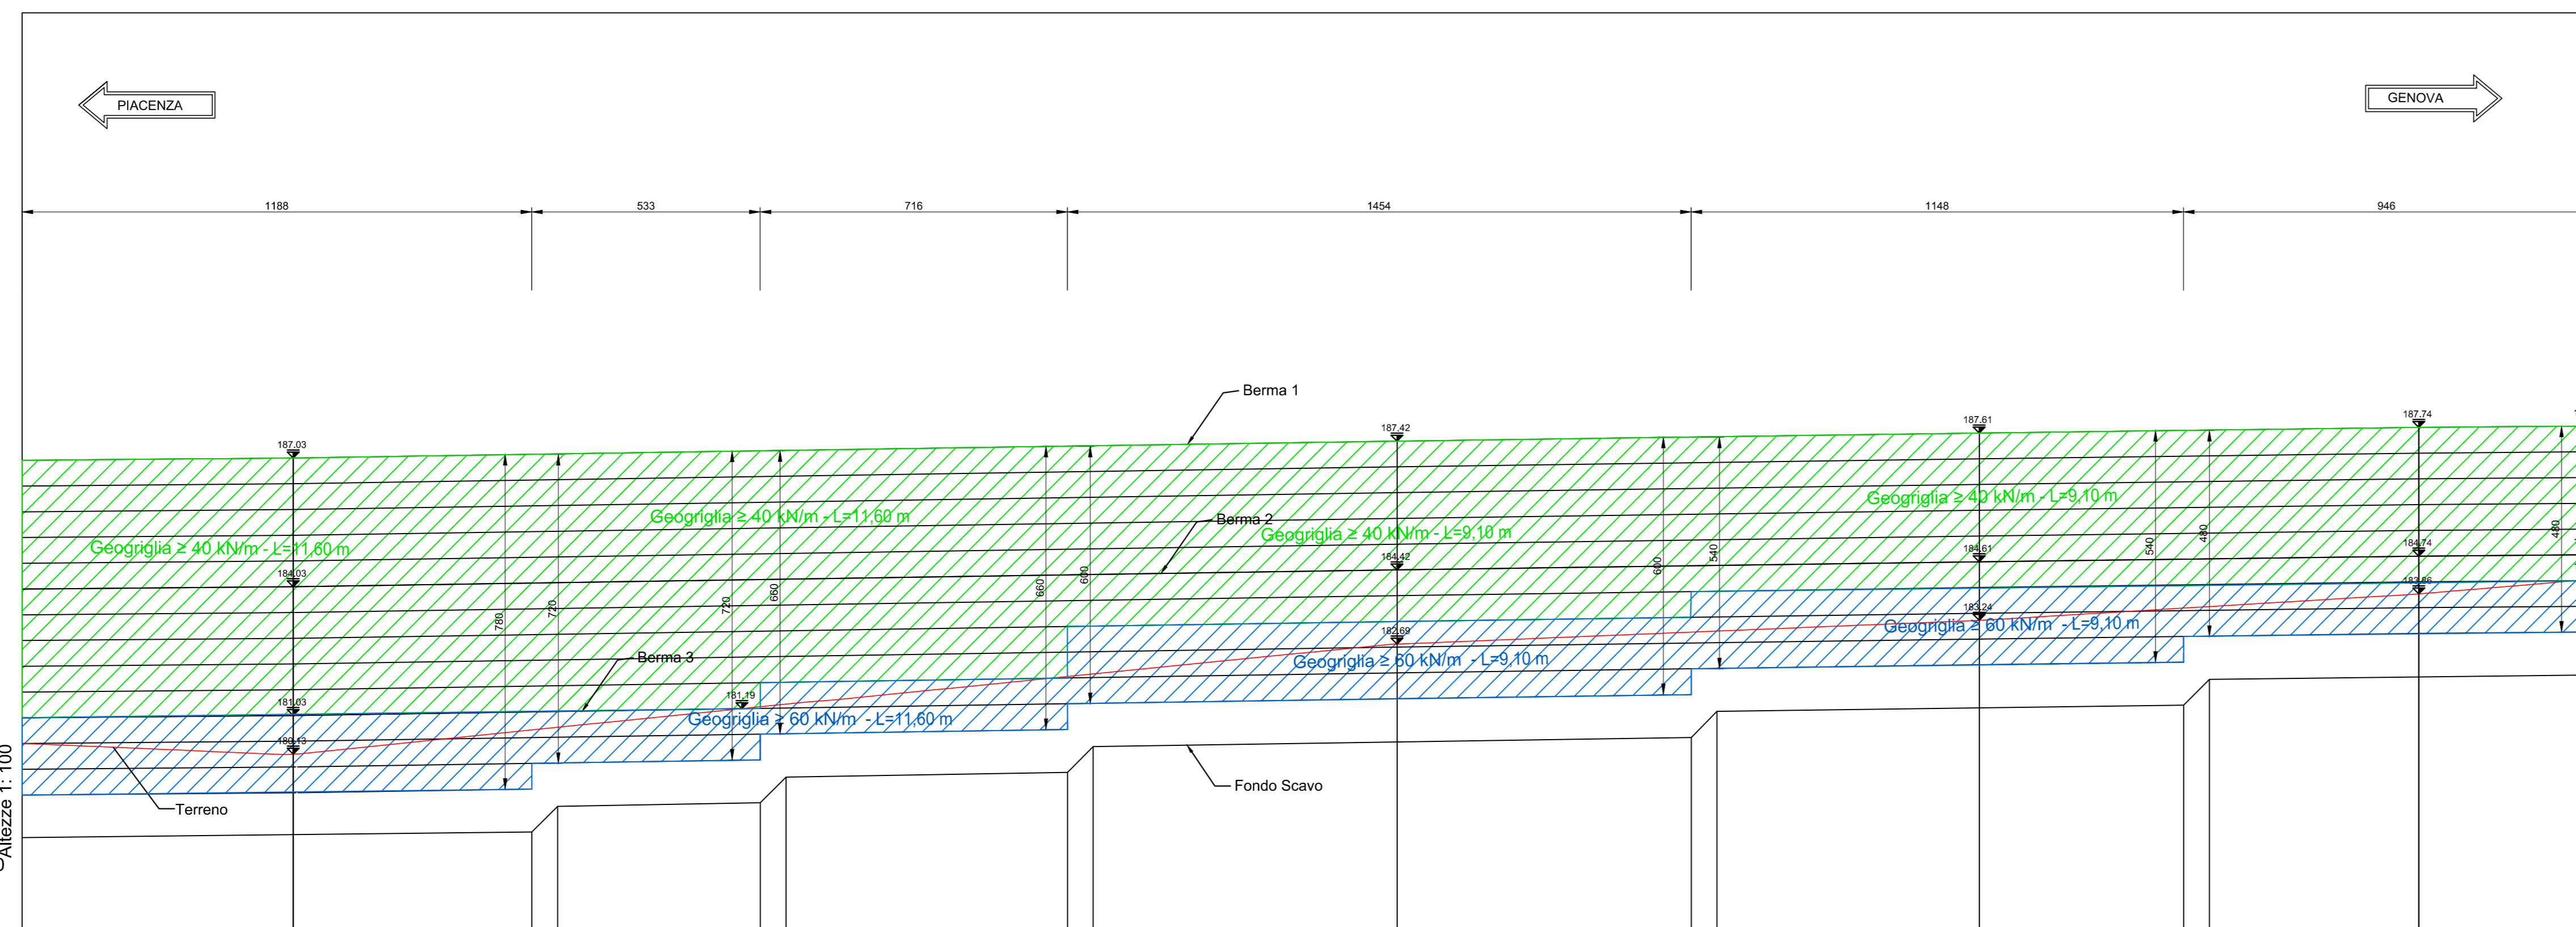 PIACENZA
GENOVA
1188
533
716
1454
1148
946
Berma 1
187.03
187.42
187.61
187.74
Geogriglia ≥ 40 kN/m - L=11,60 m
Geogriglia ≥ 40 kN/m - L=11,60 m
Berma 2
Geogriglia ≥ 40 kN/m - L=9,10 m
Geogriglia ≥ 40 kN/m - L=9,10 m
184.03
184.42
184.61
184.74
780
720
720
660
660
600
600
540
540
480
480
183.86
183.24
182.69
Geogriglia ≥ 60 kN/m - L=9,10 m
Geogriglia ≥ 60 kN/m - L=9,10 m
Berma 3
181.03
181.19
Geogriglia ≥ 60 kN/m - L=11,60 m
180.13
Terreno
Fondo Scavo
Altezze 1: 100